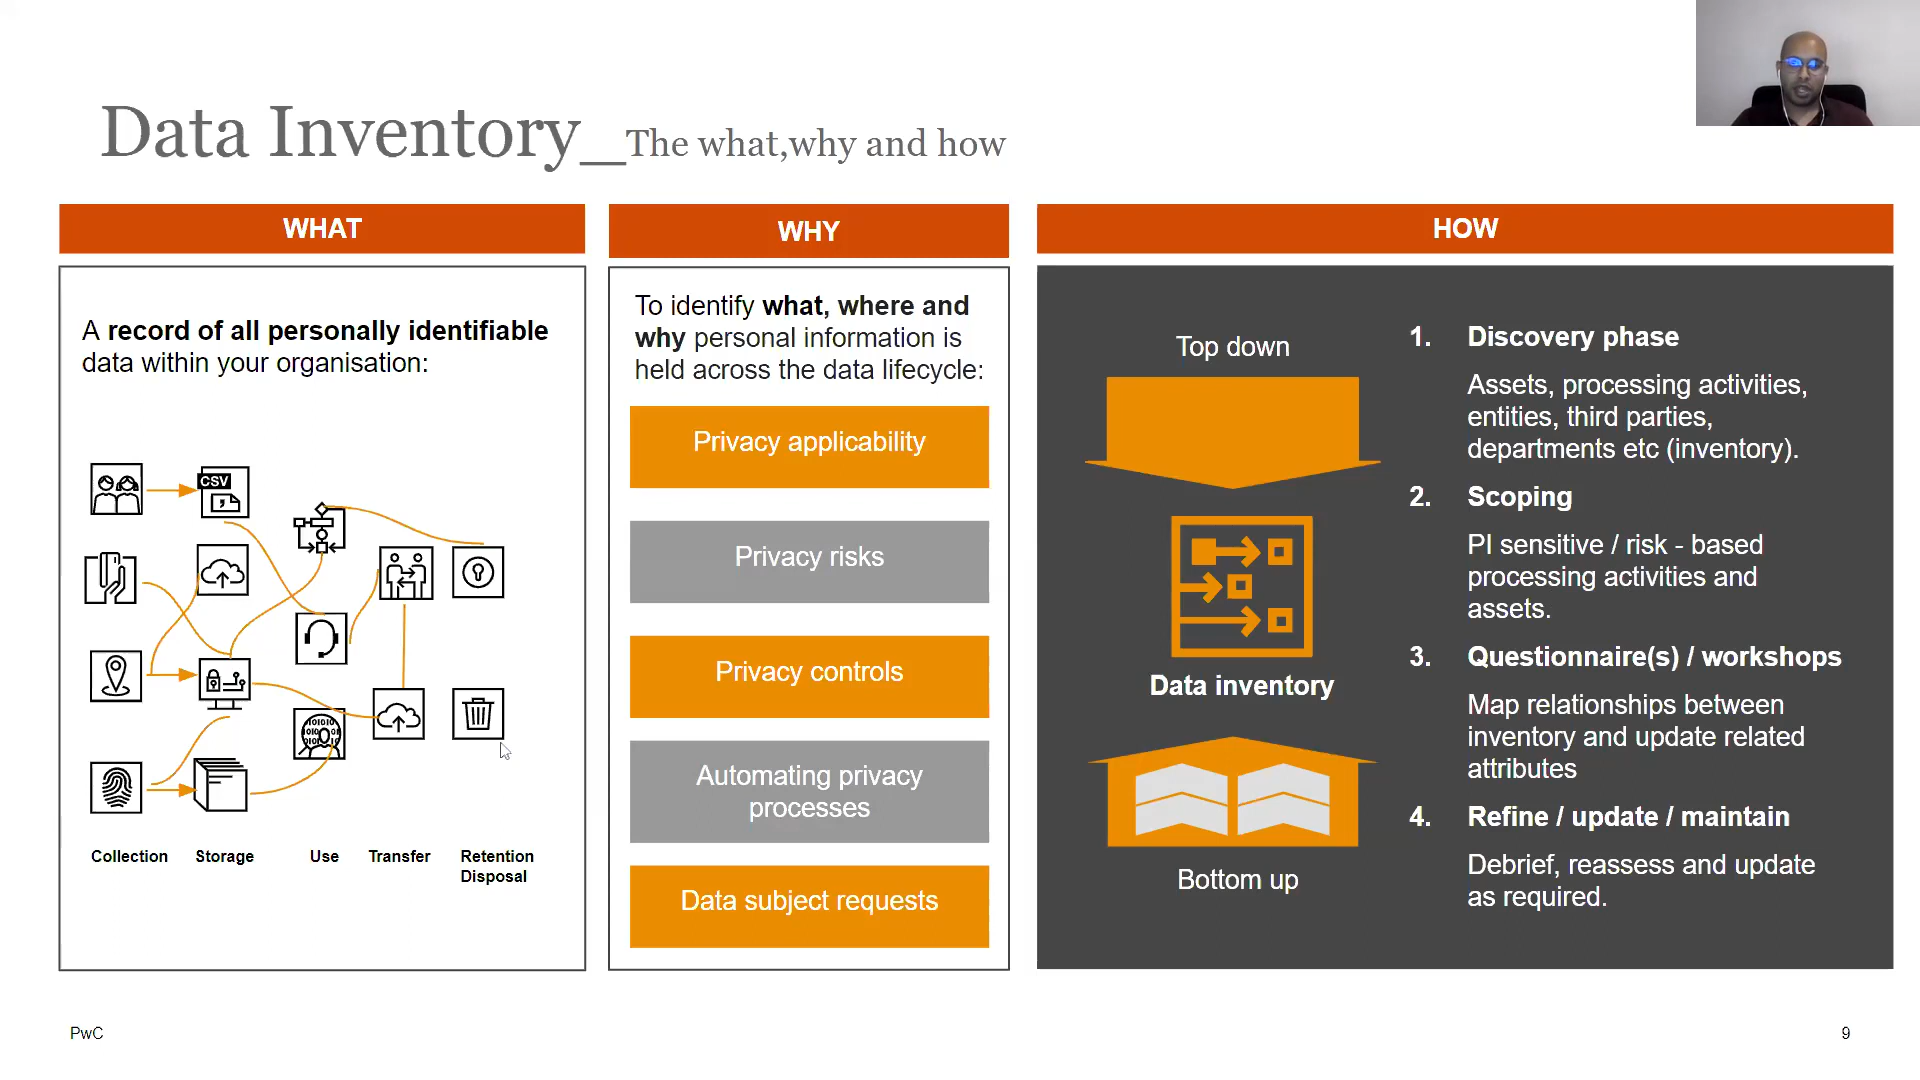 Data Inventory_The what,why and how
WHAT
A record of all personally identifiable
data within your organisation:
CSV
Collection
Storage
Use
Transfer
Retention
Disposal
WHY
To identify what, where and
why personal information is
held across the data lifecycle:
Privacy applicability
Privacy risks
Privacy controls
Automating privacy
processes
Data subject requests
HOW
Top down
Data inventory
Bottom up
1. Discovery phase
Assets, processing activities,
entities, third parties,
departments etc (inventory).
2. Scoping
PI sensitive / risk - based
processing activities and
assets.
3. Questionnaire(s) / workshops
Map relationships between
inventory and update related
attributes
4. Refine / update / maintain
Debrief, reassess and update
as required.
PwC
9